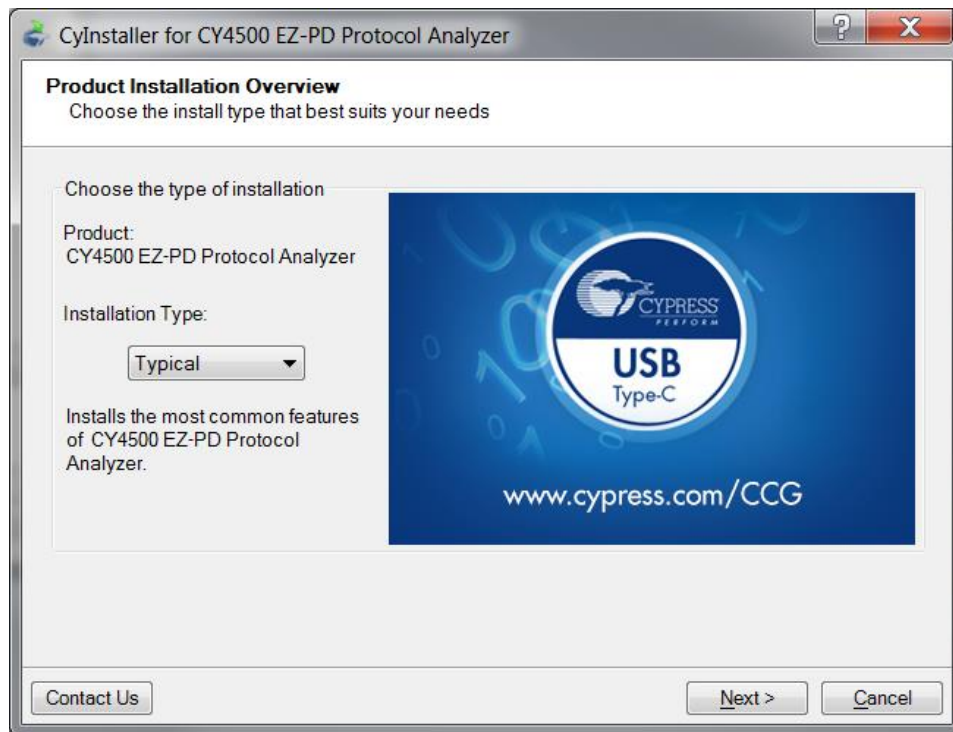 CyInstaller for CY4500 EZ-PD Protocol Analyzer
Product Installation Overview
Choose the install type that best suits your needs
Choose the type of installation
Product:
CY4500 EZ-PD Protocol Analyzer
Installation Type:
Typical
Installs the most common features
of CY4500 EZ-PD Protocol
Analyzer.
CYPRESS
PERFORM
USB
Type-C
www.cypress.com/CCG
Contact Us
Next >
Cancel